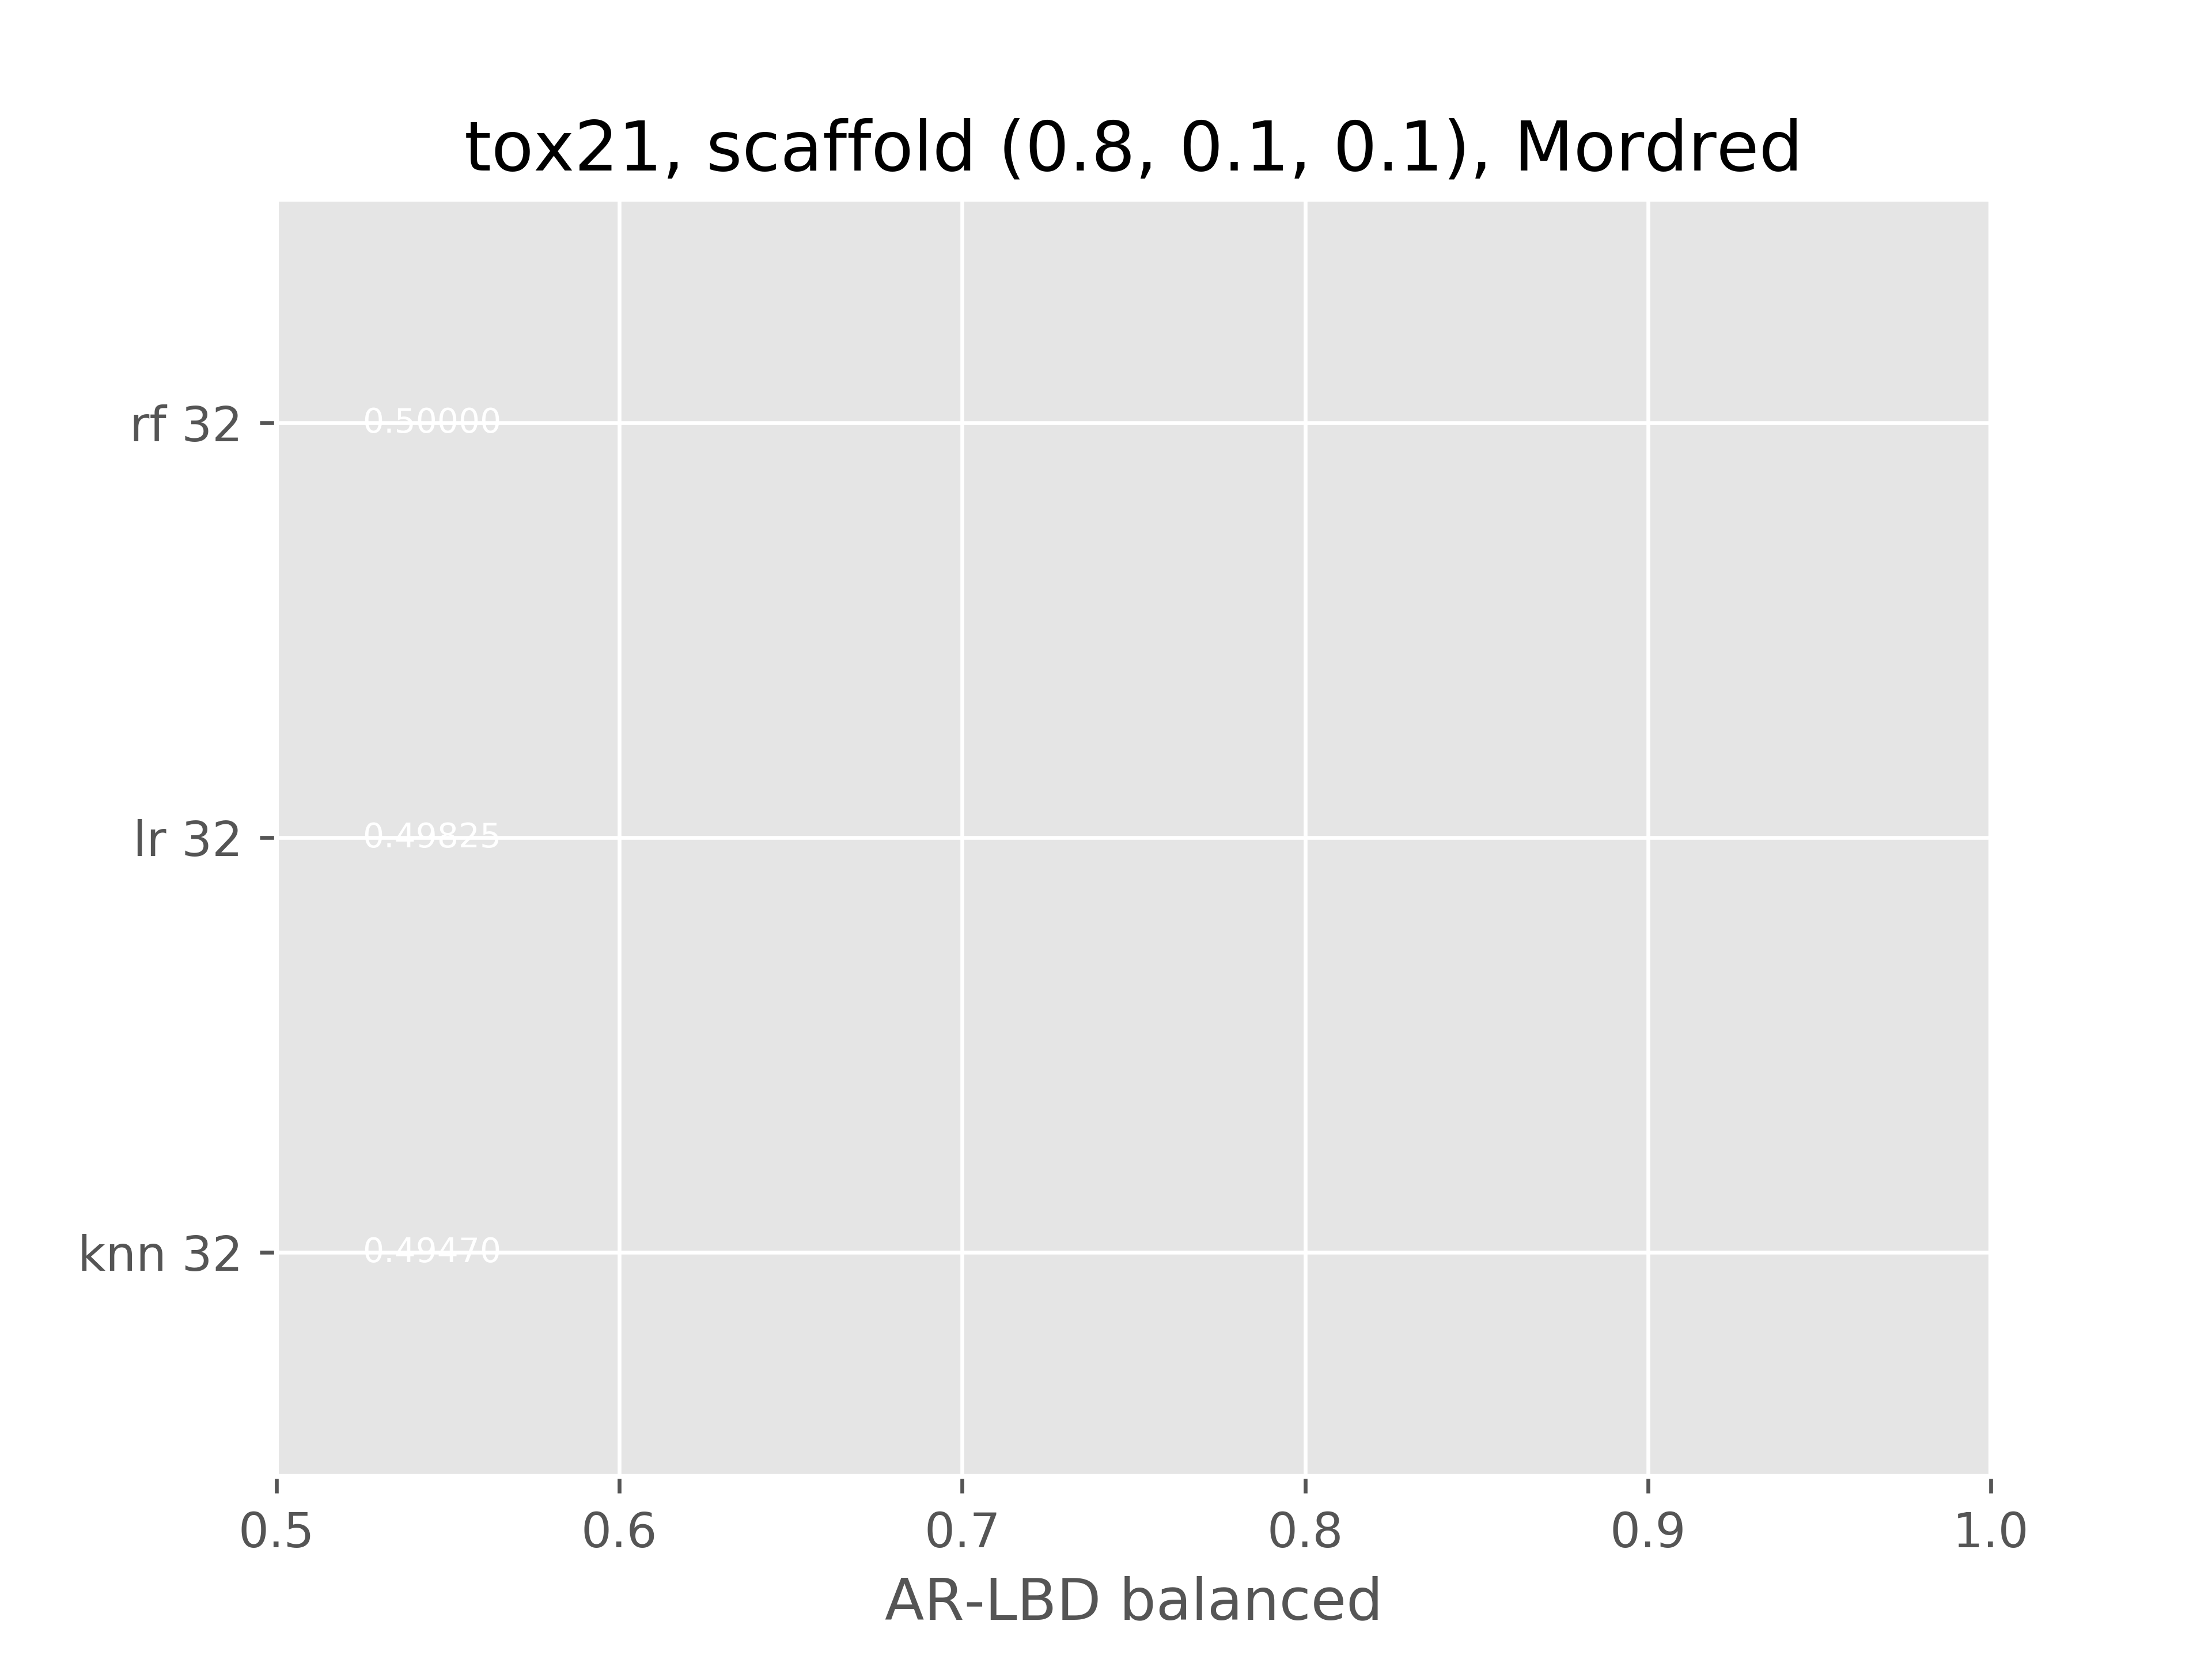 tox21, scaffold (0.8, 0.1, 0.1), Mordred
rf 32
0.50000
lr 32
0.49825
knn 32
0.49470
0.5 0.6 0.7 0.8 0.9 1.0
AR-LBD balanced